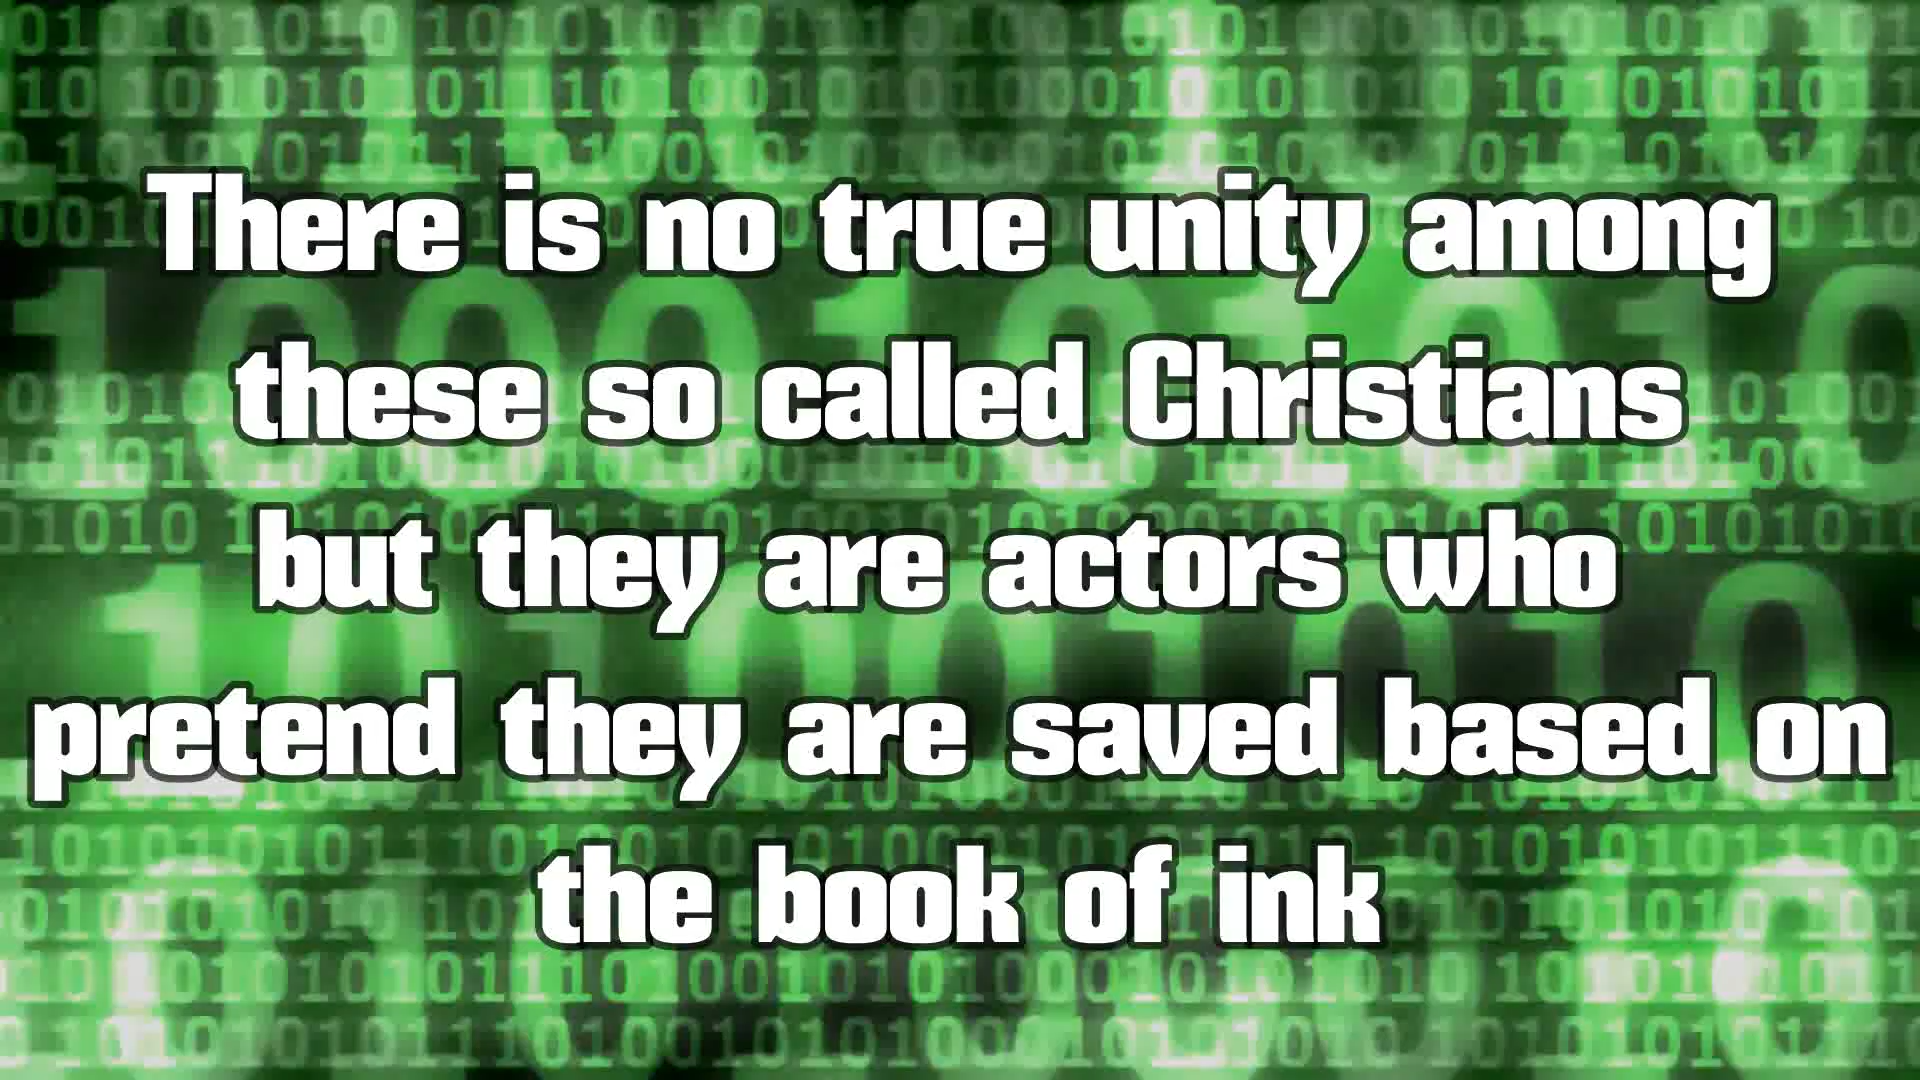 There is no true unity among
these so called Christians
but they are actors who
pretend they are saved based on
the book of ink